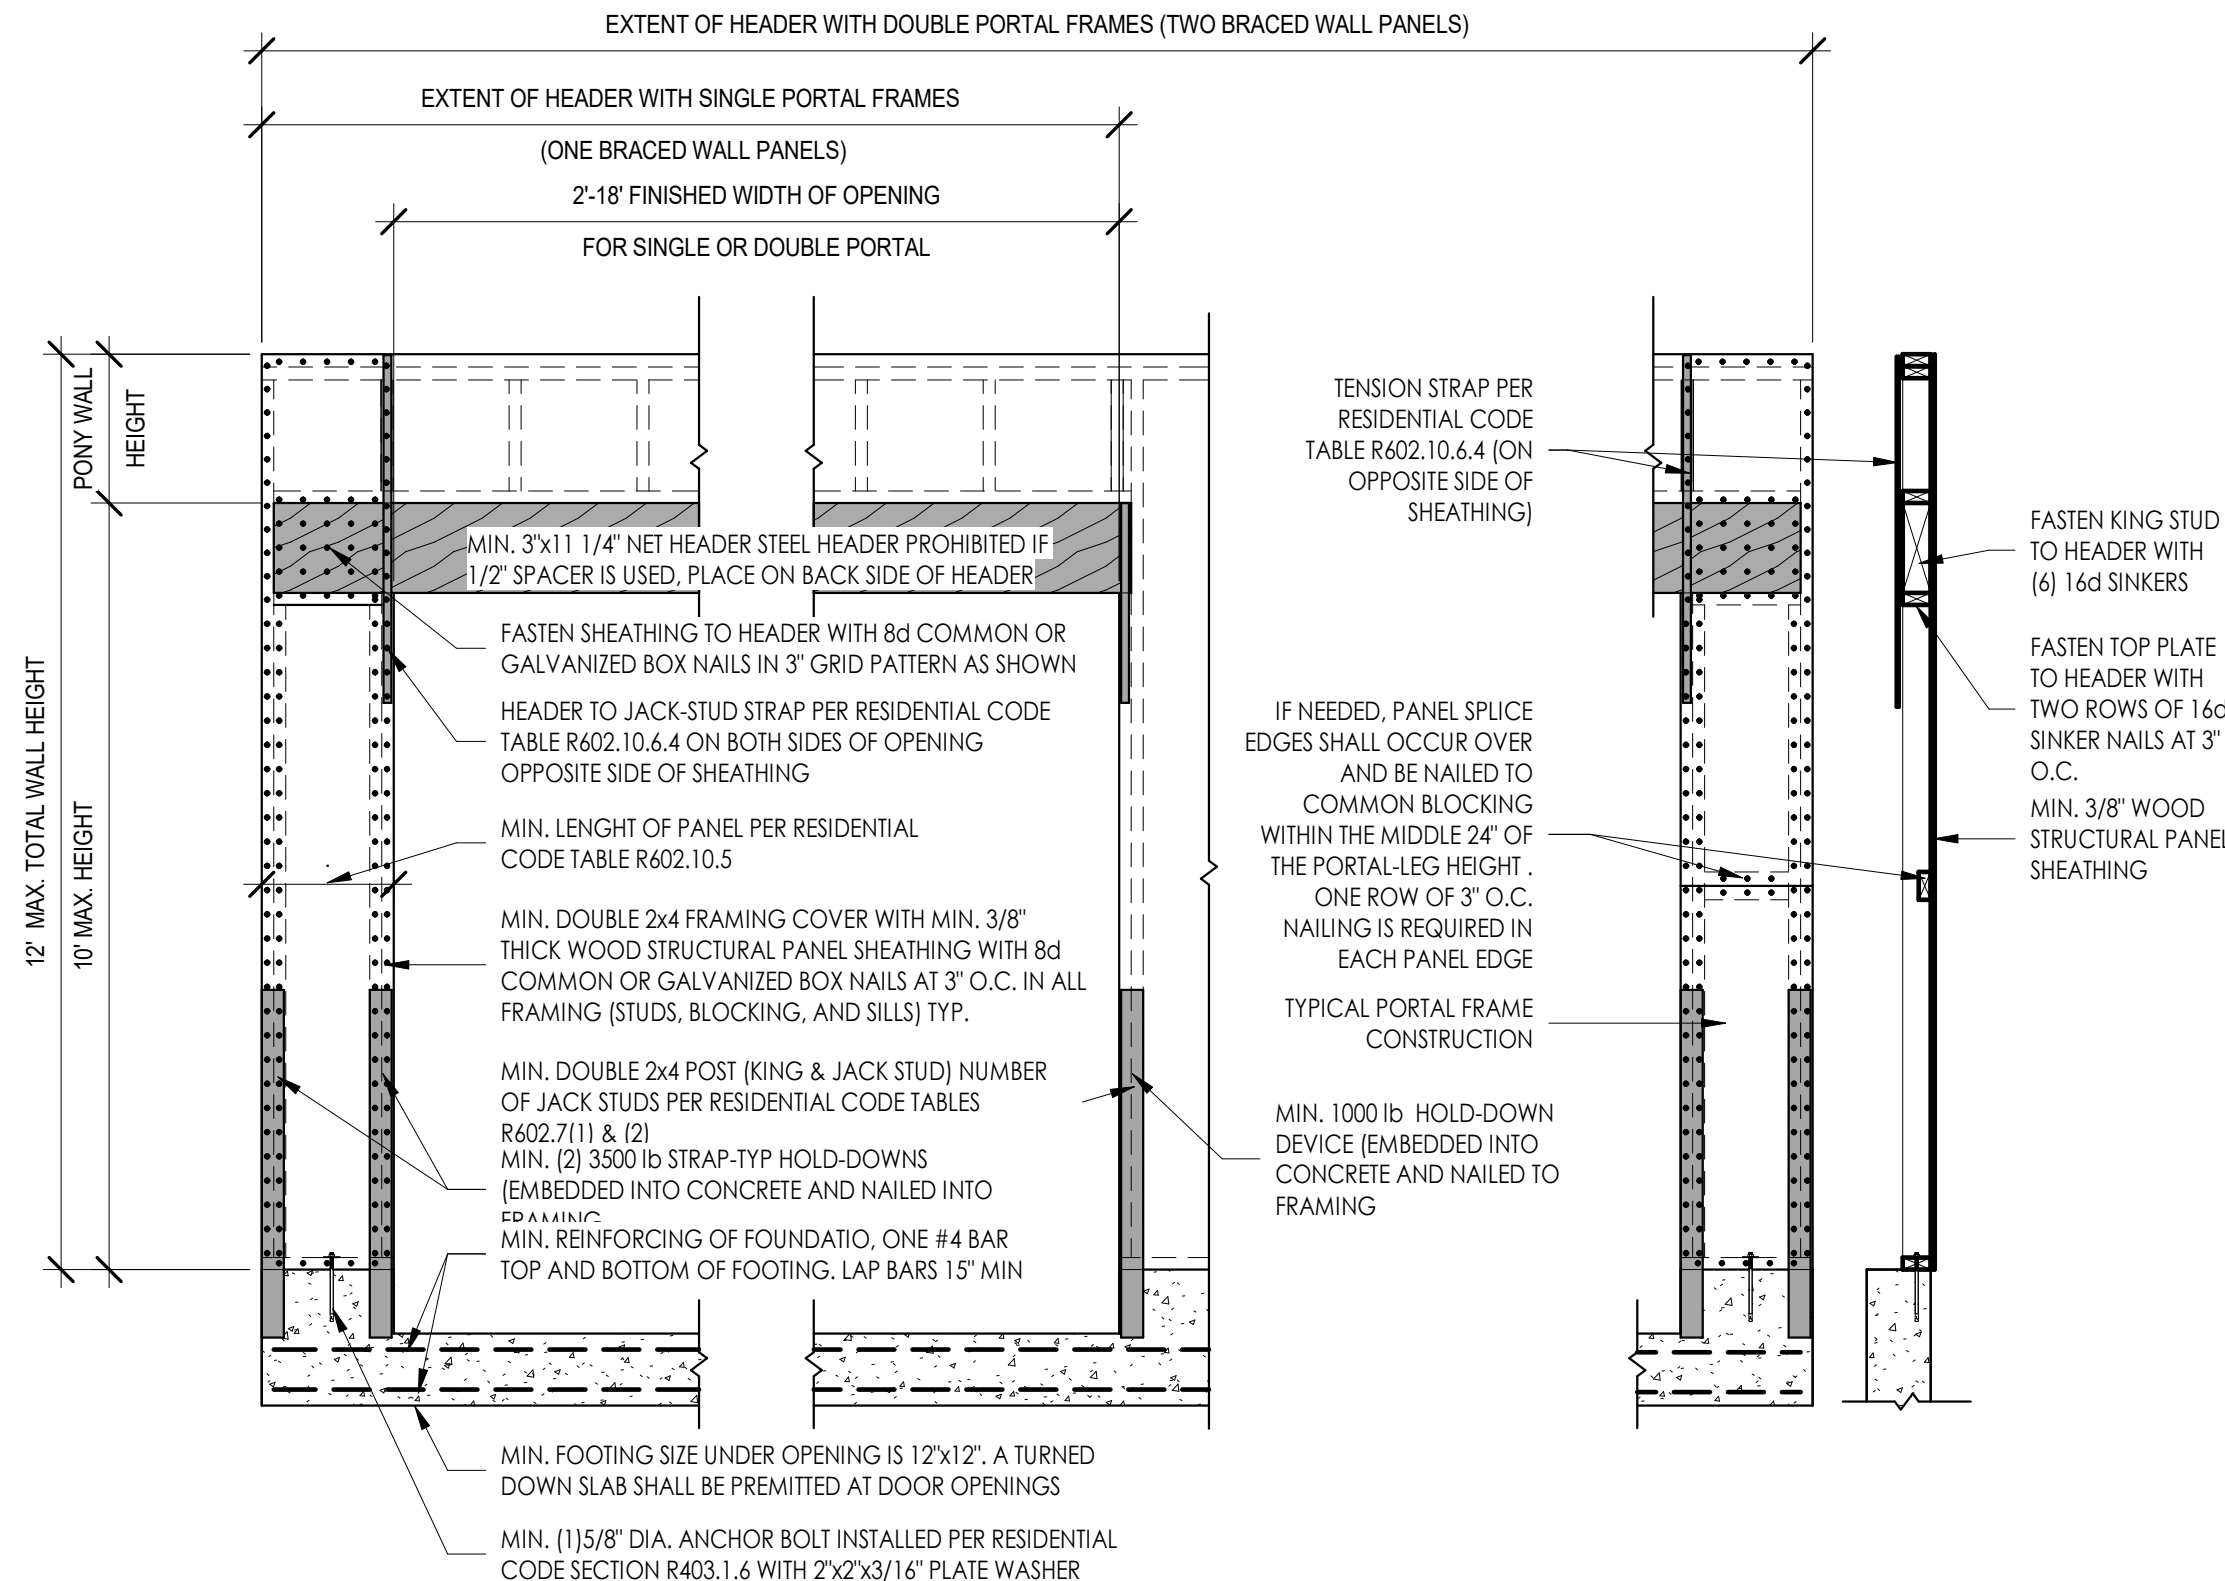 EXTENT OF HEADER WITH DOUBLE PORTAL FRAMES (TWO BRACED WALL PANELS)
EXTENT OF HEADER WITH SINGLE PORTAL FRAMES
(ONE BRACED WALL PANELS)
2'-18' FINISHED WIDTH OF OPENING
FOR SINGLE OR DOUBLE PORTAL
12' MAX. TOTAL WALL HEIGHT
PONY WALL
HEIGHT
10' MAX. HEIGHT
MIN. 3"x11 1/4" NET HEADER STEEL HEADER PROHIBITED IF
1/2" SPACER IS USED, PLACE ON BACK SIDE OF HEADER
FASTEN SHEATHING TO HEADER WITH 8d COMMON OR
GALVANIZED BOX NAILS IN 3" GRID PATTERN AS SHOWN
HEADER TO JACK-STUD STRAP PER RESIDENTIAL CODE
TABLE R602.10.6.4 ON BOTH SIDES OF OPENING
OPPOSITE SIDE OF SHEATHING
MIN. LENGHT OF PANEL PER RESIDENTIAL
CODE TABLE R602.10.5
MIN. DOUBLE 2x4 FRAMING COVER WITH MIN. 3/8"
THICK WOOD STRUCTURAL PANEL SHEATHING WITH 8d
COMMON OR GALVANIZED BOX NAILS AT 3" O.C. IN ALL
FRAMING (STUDS, BLOCKING, AND SILLS) TYP.
MIN. DOUBLE 2x4 POST (KING & JACK STUD) NUMBER
OF JACK STUDS PER RESIDENTIAL CODE TABLES
R602.7(1) & (2)
MIN. (2) 3500 lb STRAP-TYP HOLD-DOWNS
(EMBEDDED INTO CONCRETE AND NAILED INTO
FRAMING
MIN. REINFORCING OF FOUNDATIO, ONE #4 BAR
TOP AND BOTTOM OF FOOTING. LAP BARS 15" MIN
MIN. FOOTING SIZE UNDER OPENING IS 12"x12". A TURNED
DOWN SLAB SHALL BE PREMITTED AT DOOR OPENINGS
MIN. (1)5/8" DIA. ANCHOR BOLT INSTALLED PER RESIDENTIAL
CODE SECTION R403.1.6 WITH 2"x2"x3/16" PLATE WASHER
TENSION STRAP PER
RESIDENTIAL CODE
TABLE R602.10.6.4 (ON
OPPOSITE SIDE OF
SHEATHING)
IF NEEDED, PANEL SPLICE
EDGES SHALL OCCUR OVER
AND BE NAILED TO
COMMON BLOCKING
WITHIN THE MIDDLE 24" OF
THE PORTAL-LEG HEIGHT .
ONE ROW OF 3" O.C.
NAILING IS REQUIRED IN
EACH PANEL EDGE
TYPICAL PORTAL FRAME
CONSTRUCTION
MIN. 1000 lb HOLD-DOWN
DEVICE (EMBEDDED INTO
CONCRETE AND NAILED TO
FRAMING
FASTEN KING STUD
TO HEADER WITH
(6) 16d SINKERS
FASTEN TOP PLATE
TO HEADER WITH
TWO ROWS OF 16d
SINKER NAILS AT 3"
O.C.
MIN. 3/8" WOOD
STRUCTURAL PANEL
SHEATHING